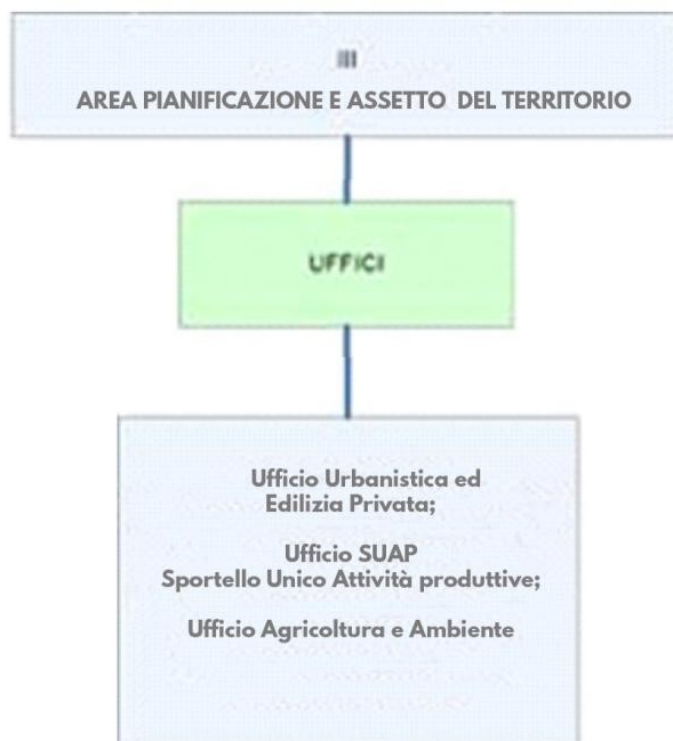 III
AREA PIANIFICAZIONE E ASSETTO DEL TERRITORIO
UFFICI
Ufficio Urbanistica ed
Edilizia Privata;
Ufficio SUAP
Sportello Unico Attività produttive;
Ufficio Agricoltura e Ambiente